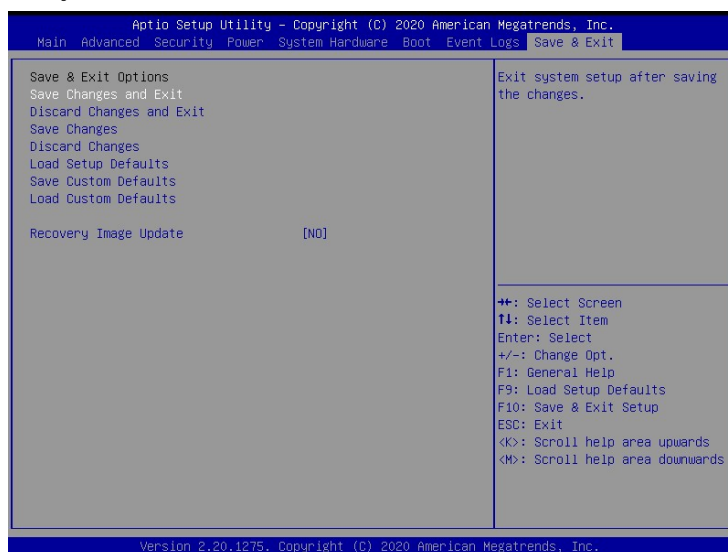 Aptio Setup Utility – Copyright (C) 2020 American Megatrends, Inc.
Main Advanced Security Power System Hardware Boot Event Logs Save & Exit
Save & Exit Options
Save Changes and Exit
Discard Changes and Exit
Save Changes
Discard Changes
Load Setup Defaults
Save Custom Defaults
Load Custom Defaults
Recovery Image Update [NO]
Exit system setup after saving
the changes.
→←: Select Screen
↑↓: Select Item
Enter: Select
+/-: Change Opt.
F1: General Help
F9: Load Setup Defaults
F10: Save & Exit Setup
ESC: Exit
<K>: Scroll help area upwards
<M>: Scroll help area downwards
Version 2.20.1275. Copyright (C) 2020 American Megatrends, Inc.